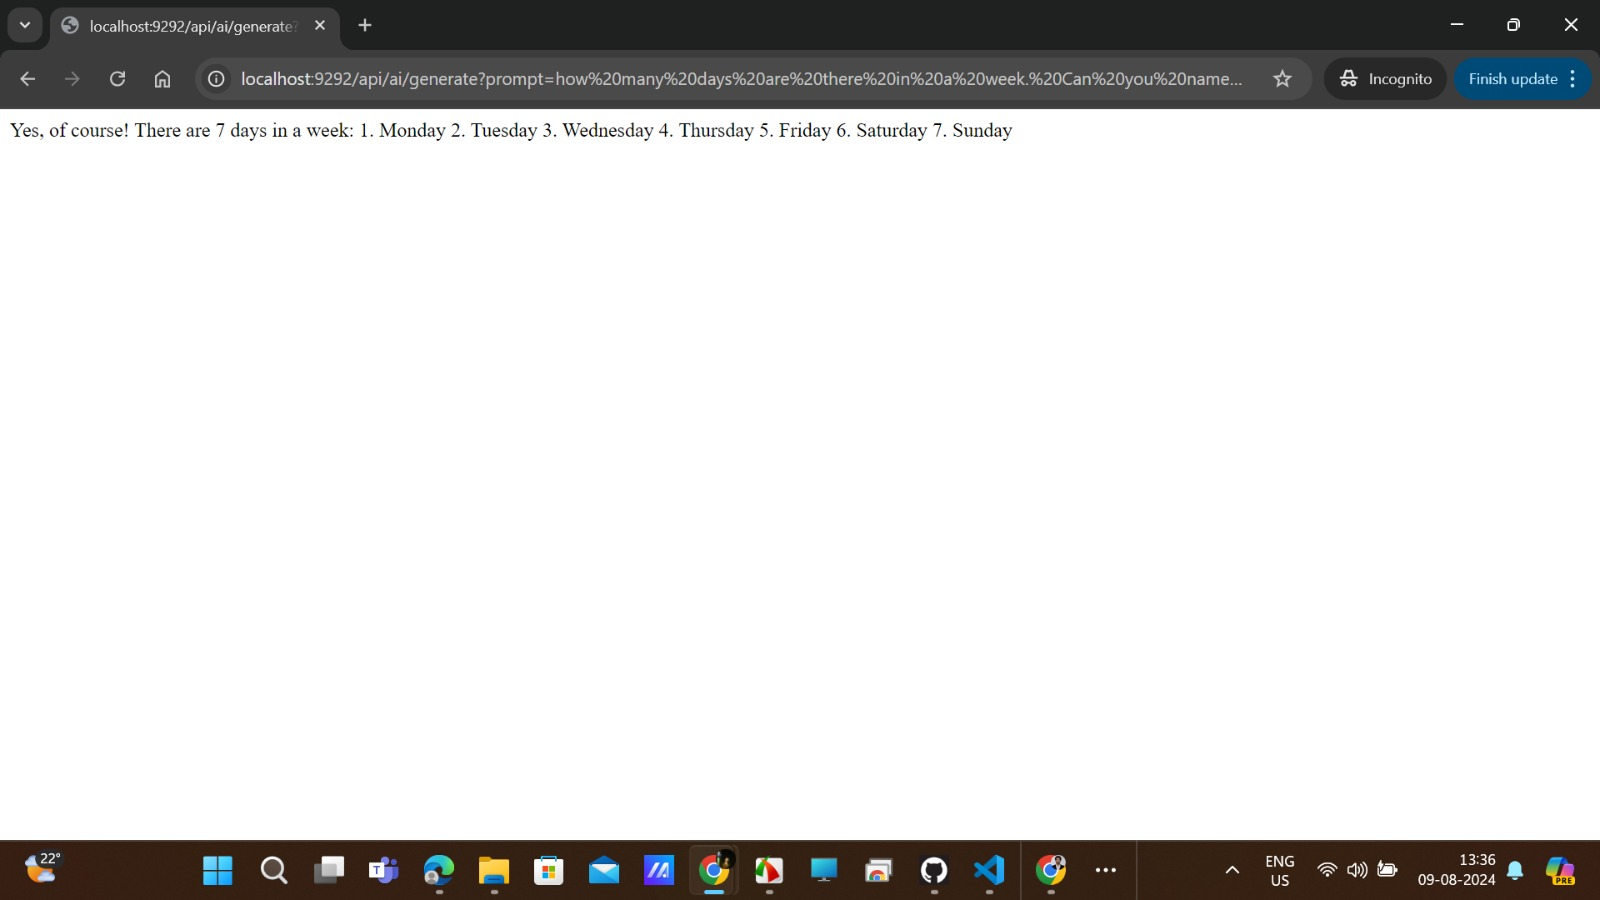 localhost:9292/api/ai/generate?
localhost:9292/api/ai/generate?prompt=how%20many%20days%20are%20there%20in%20a%20week.%20Can%20you%20name...
Incognito
Finish update
Yes, of course! There are 7 days in a week: 1. Monday 2. Tuesday 3. Wednesday 4. Thursday 5. Friday 6. Saturday 7. Sunday
22°
T
ENG
US
13:36
09-08-2024
PRE